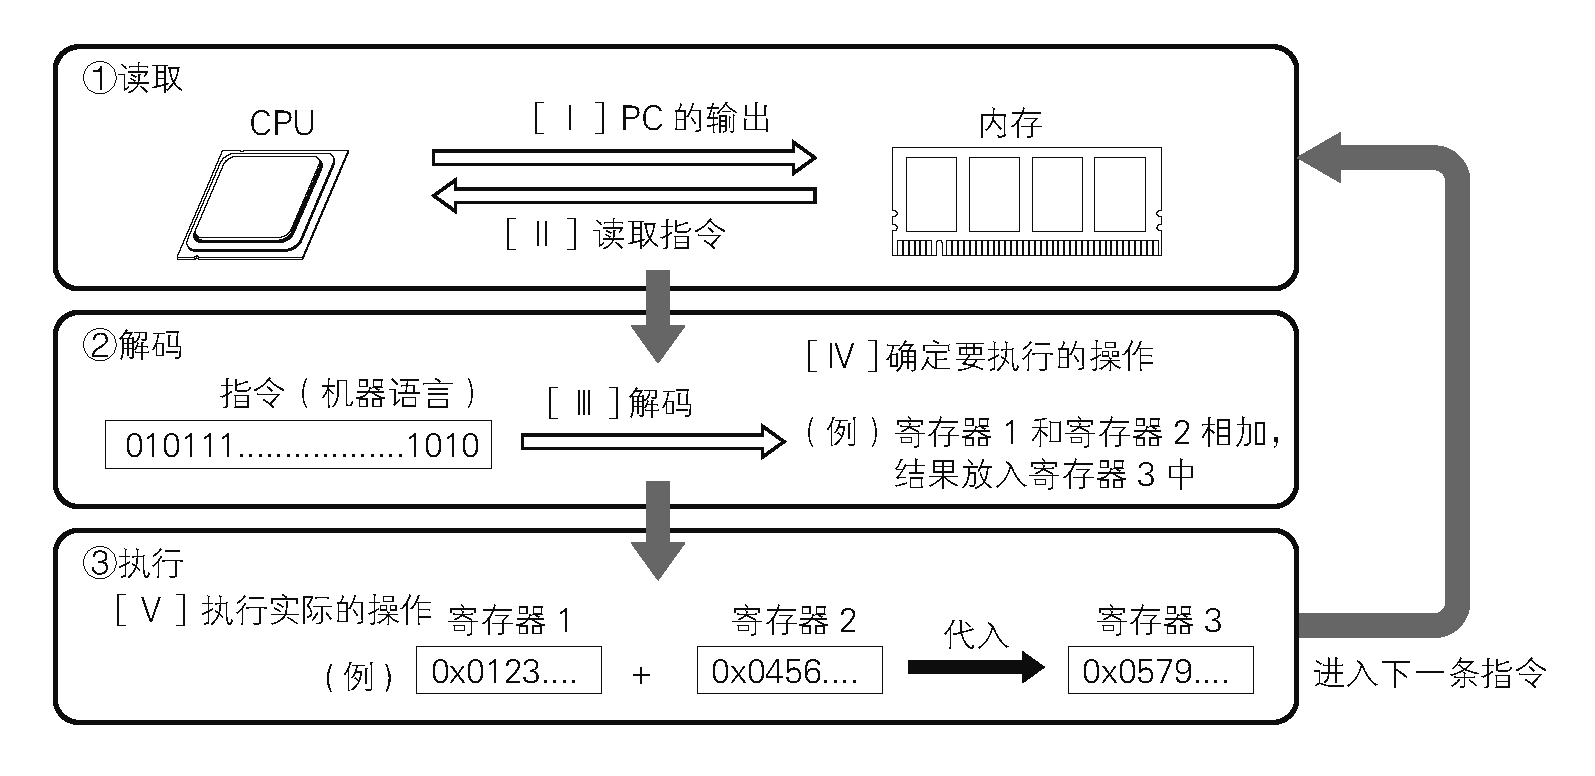 ①读取
CPU
[ Ⅰ ] PC 的输出
内存
[ Ⅱ ] 读取指令
②解码
指令（机器语言）
010111..................1010
[ Ⅲ ]解码
[ Ⅳ ]确定要执行的操作
（例）寄存器 1 和寄存器 2 相加，
结果放入寄存器 3 中
③执行
[ Ⅴ ]执行实际的操作
寄存器 1
寄存器 2
代入
寄存器 3
（例）
0x0123....
+
0x0456....
0x0579....
进入下一条指令